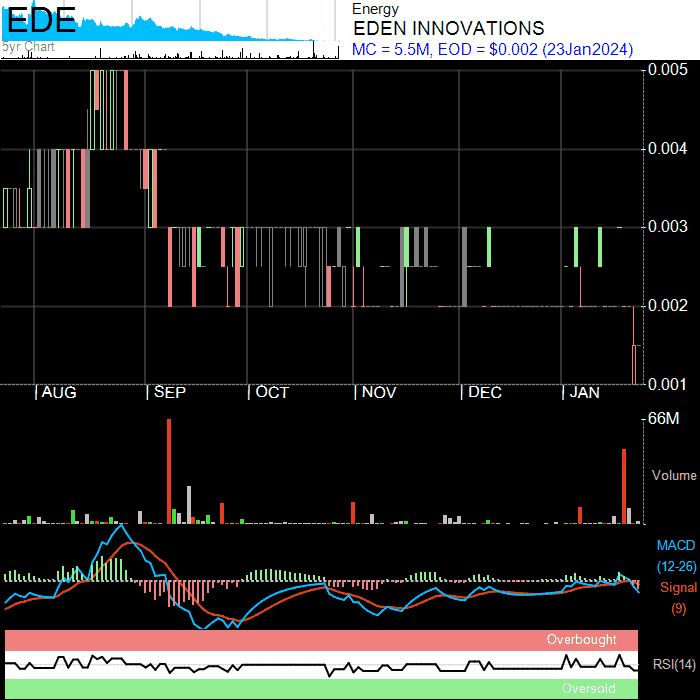 EDE
5yr Chart
Energy
EDEN INNOVATIONS
MC = 5.5M, EOD = $0.002 (23Jan2024)
0.005
0.004
0.003
0.002
0.001
AUG
SEP
OCT
NOV
DEC
JAN
66M
Volume
MACD
(12-26)
Signal
(9)
Overbought
RSI(14)
Oversold